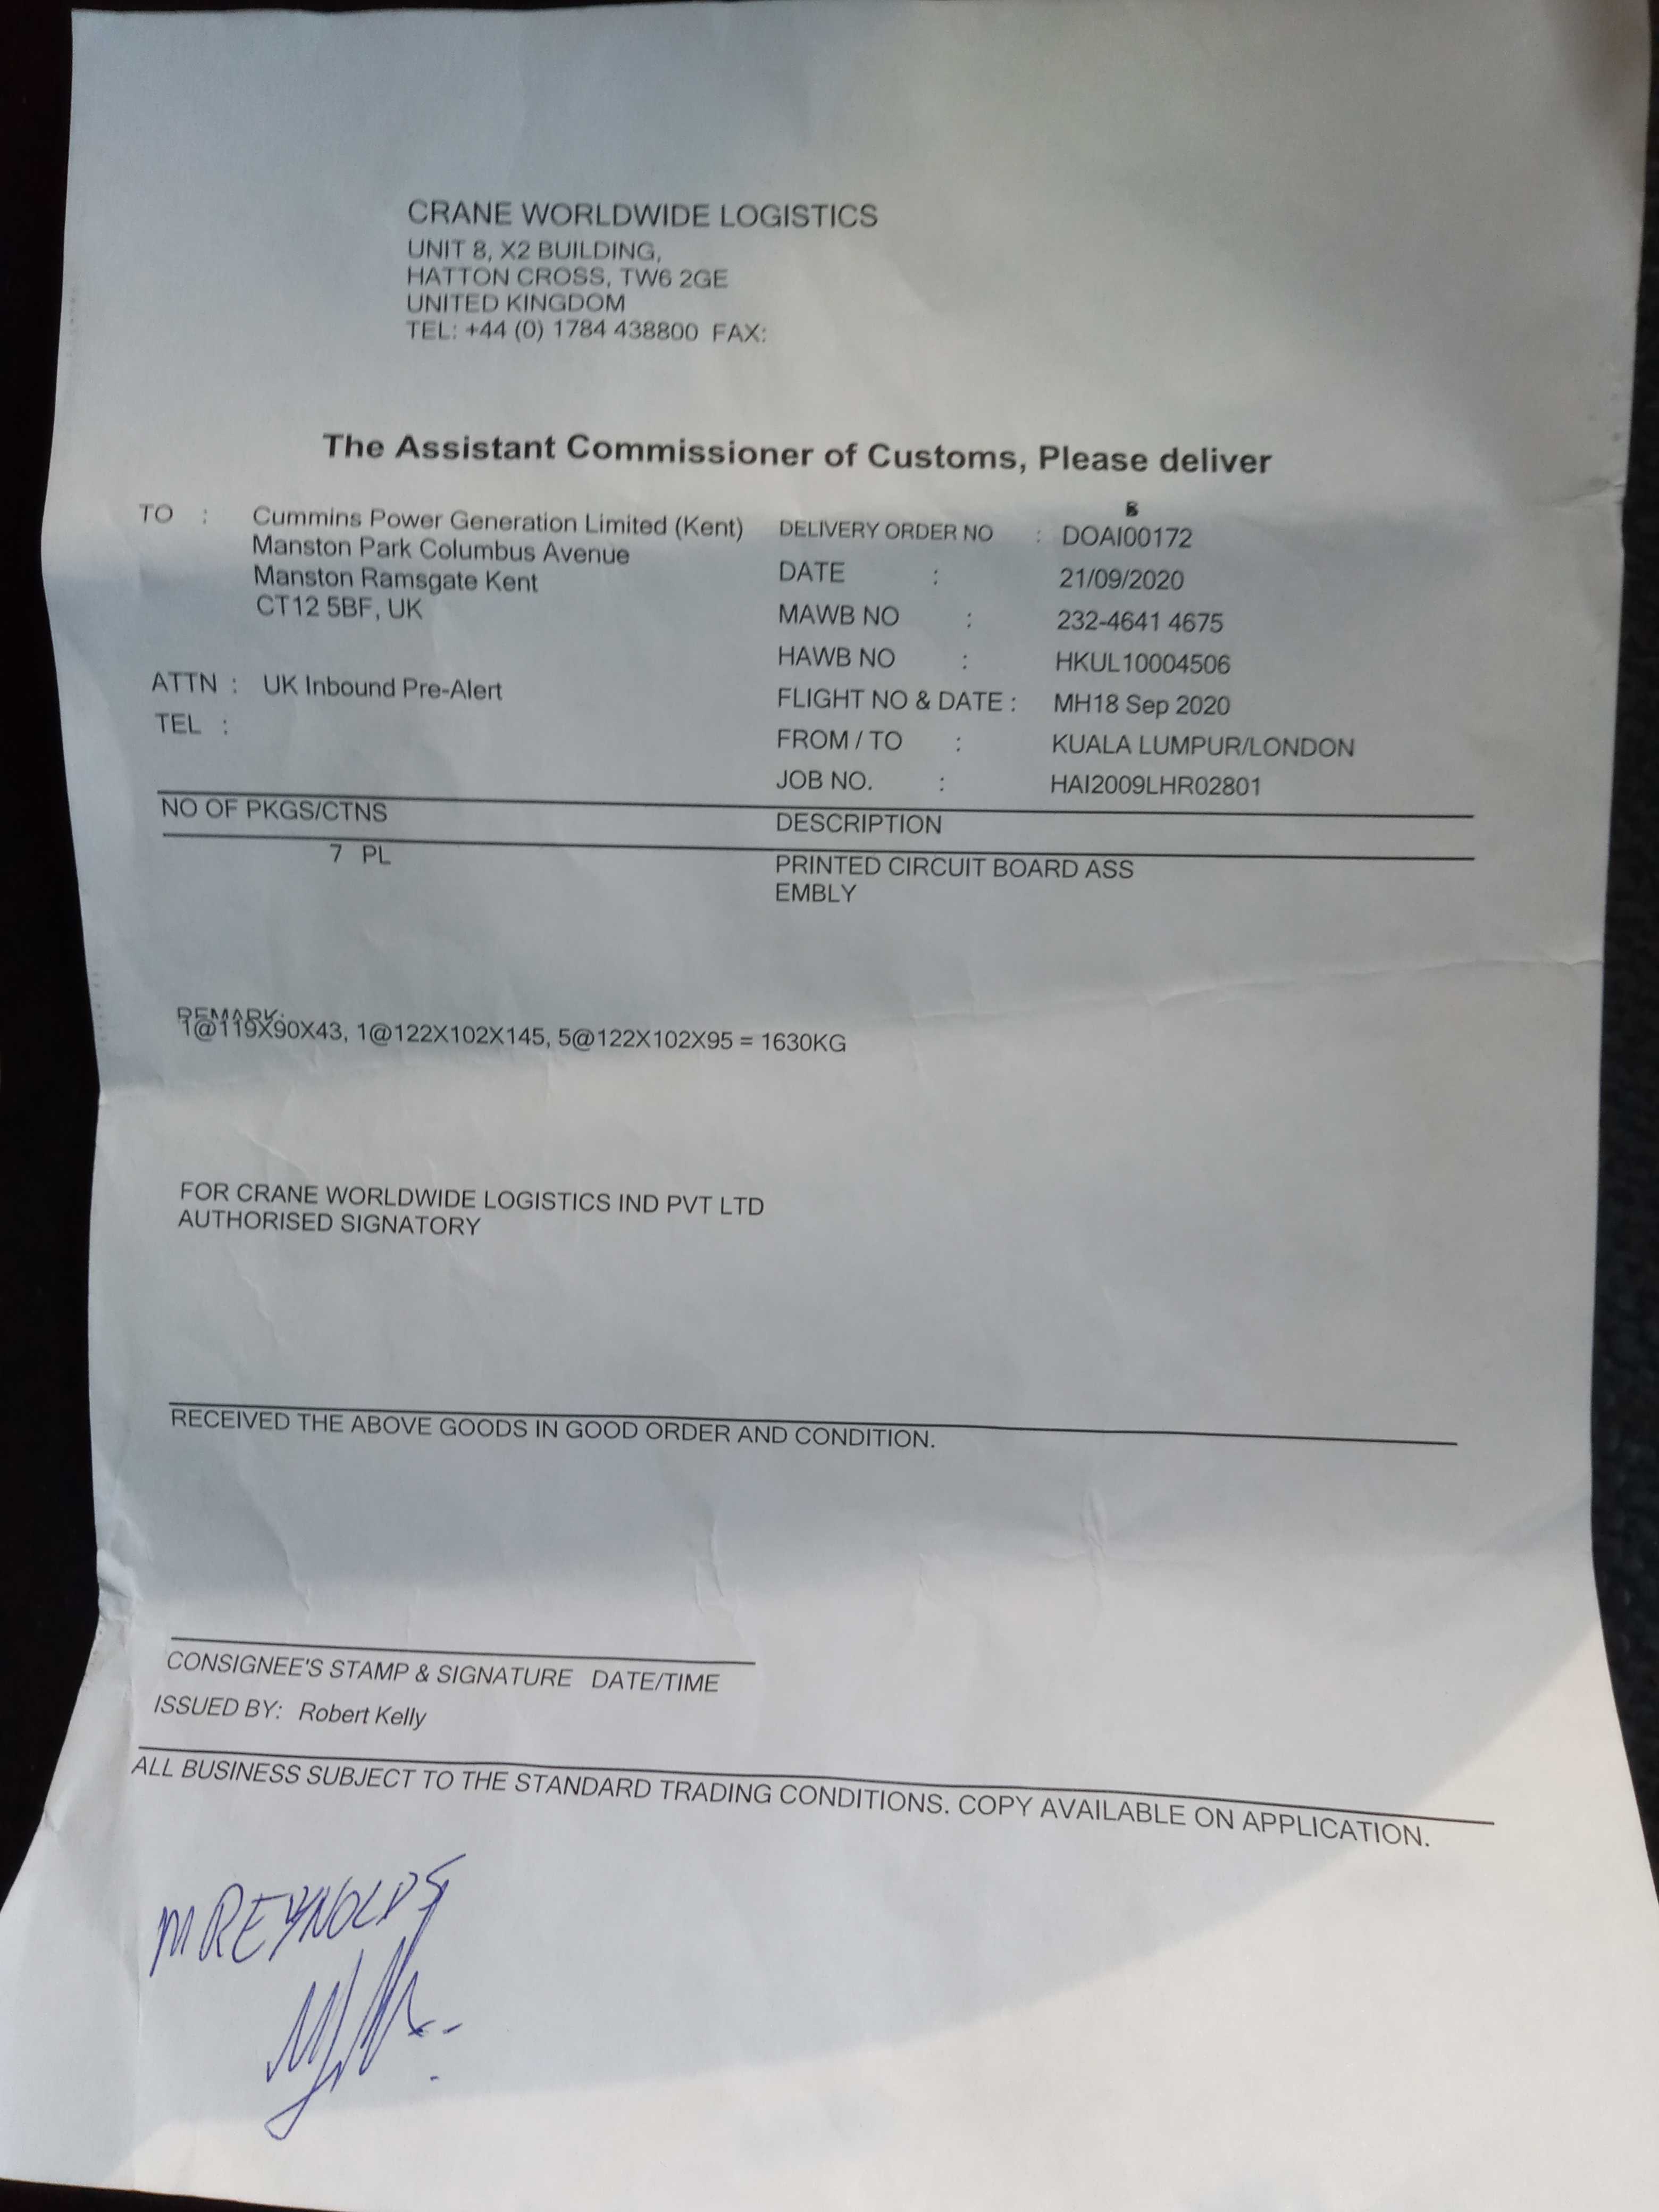 CRANE WORLDWIDE LOGISTICS
UNIT 8, X2 BUILDING,
HATTON CROSS, TW6 2GE
UNITED KINGDOM
TEL: +44 (0) 1784 438800 FAX:
The Assistant Commissioner of Customs, Please deliver
TO : Cummins Power Generation Limited (Kent)
Manston Park Columbus Avenue
Manston Ramsgate Kent
CT12 5BF, UK
ATTN : UK Inbound Pre-Alert
TEL :
DELIVERY ORDER NO : DOAI00172
DATE : 21/09/2020
MAWB NO : 232-4641 4675
HAWB NO : HKUL10004506
FLIGHT NO & DATE : MH18 Sep 2020
FROM / TO : KUALA LUMPUR/LONDON
JOB NO. : HAI2009LHR02801
NO OF PKGS/CTNS DESCRIPTION
7 PL PRINTED CIRCUIT BOARD ASS
EMBLY
REMARK:
1@119X90X43, 1@122X102X145, 5@122X102X95 = 1630KG
FOR CRANE WORLDWIDE LOGISTICS IND PVT LTD
AUTHORISED SIGNATORY
RECEIVED THE ABOVE GOODS IN GOOD ORDER AND CONDITION.
CONSIGNEE'S STAMP & SIGNATURE DATE/TIME
ISSUED BY: Robert Kelly
ALL BUSINESS SUBJECT TO THE STANDARD TRADING CONDITIONS. COPY AVAILABLE ON APPLICATION.
M REYNOLDS